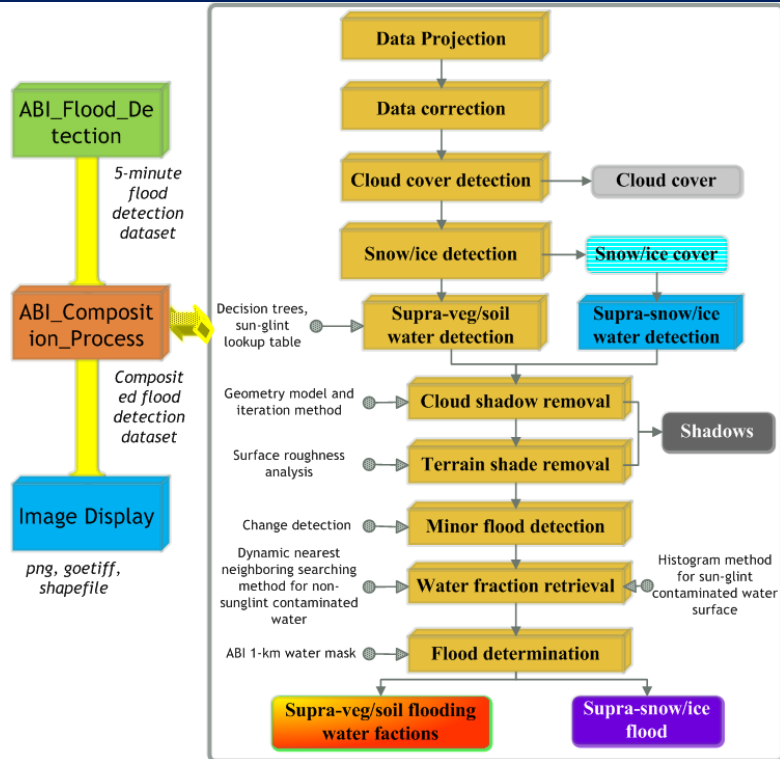 ABI_Flood_De
tection
5-minute
flood
detection
dataset
ABI_Composit
ion_Process
Composit
ed flood
detection
dataset
Image Display
png, goetiff,
shapefile
Data Projection
Data correction
Cloud cover detection
Cloud cover
Snow/ice detection
Snow/ice cover
Decision trees,
sun-glint
lookup table
Supra-veg/soil
water detection
Supra-snow/ice
water detection
Geometry model and
iteration method
Cloud shadow removal
Shadows
Surface roughness
analysis
Terrain shade removal
Change detection
Minor flood detection
Dynamic nearest
neighboring searching
method for non-
sunglint contaminated
water
Water fraction retrieval
Histogram method
for sun-glint
contaminated water
surface
ABI 1-km water mask
Flood determination
Supra-veg/soil flooding
water factions
Supra-snow/ice
flood